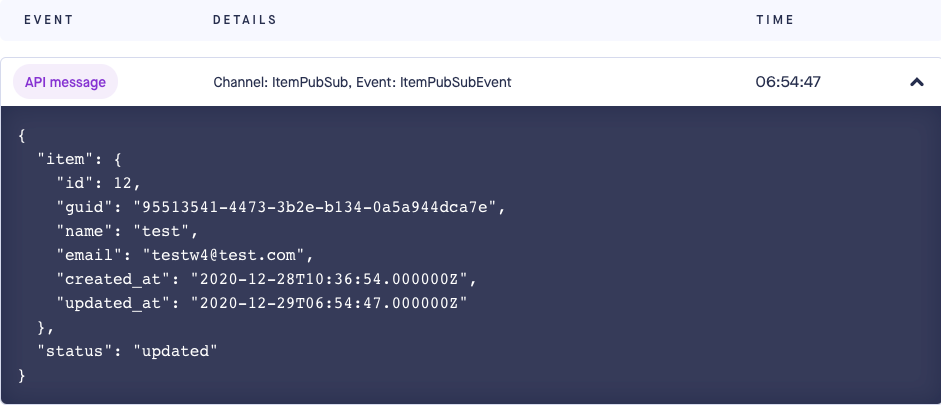 EVENT DETAILS TIME
API message Channel: ItemPubSub, Event: ItemPubSubEvent 06:54:47
{
"item": {
"id": 12,
"guid": "95513541-4473-3b2e-b134-0a5a944dca7e",
"name": "test",
"email": "testw4@test.com",
"created_at": "2020-12-28T10:36:54.000000Z",
"updated_at": "2020-12-29T06:54:47.000000Z"
},
"status": "updated"
}